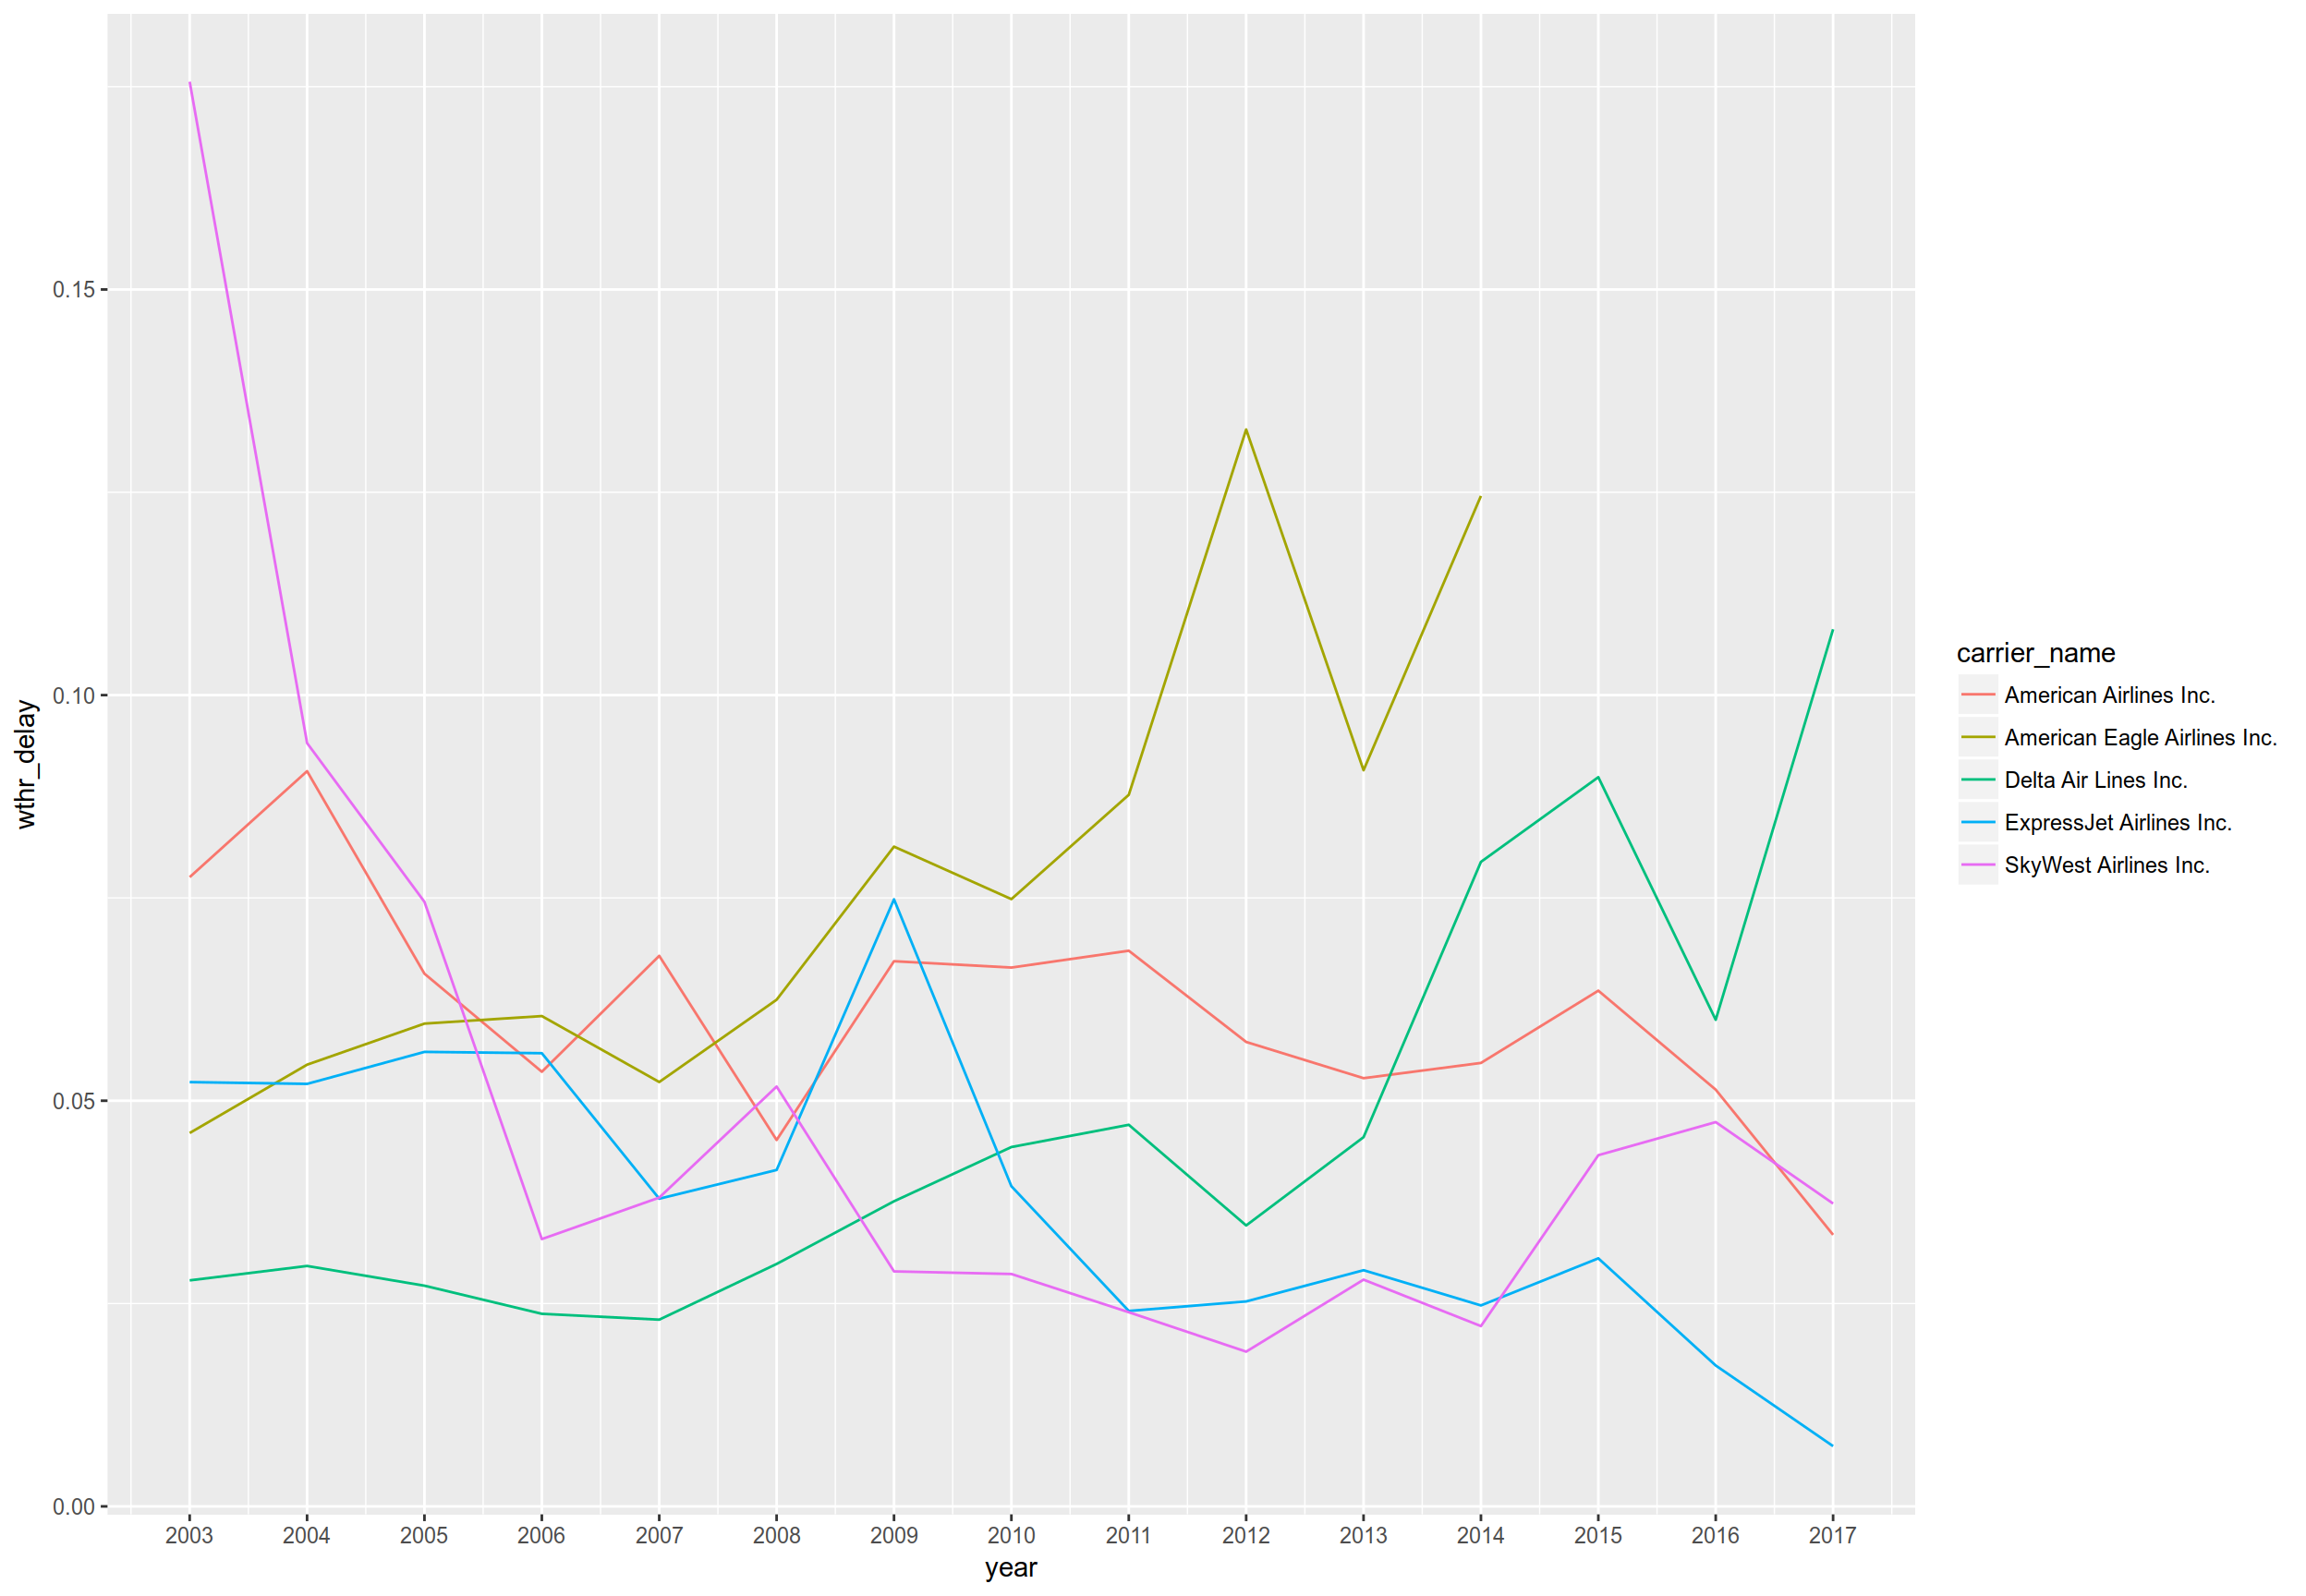 wthr_delay
0.15
0.10
0.05
0.00
2003 2004 2005 2006 2007 2008 2009 2010 2011 2012 2013 2014 2015 2016 2017
year
carrier_name
American Airlines Inc.
American Eagle Airlines Inc.
Delta Air Lines Inc.
ExpressJet Airlines Inc.
SkyWest Airlines Inc.